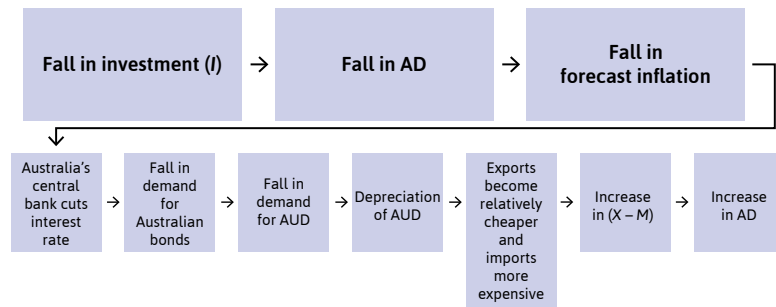 Fall in investment (I)
Fall in AD
Fall in
forecast inflation
Australia's
central
bank cuts
interest
rate
Fall in
demand
for
Australian
bonds
Fall in
demand
for AUD
Depreciation
of AUD
Exports
become
relatively
cheaper
and
imports
more
expensive
Increase
in (X – M)
Increase
in AD